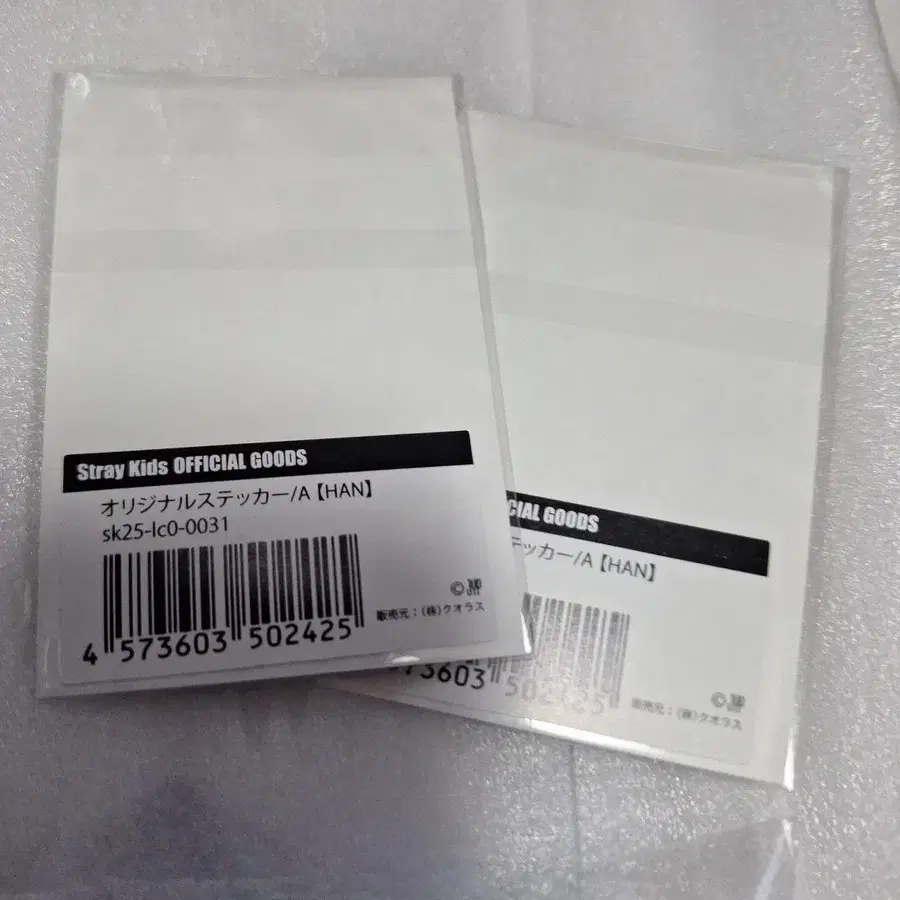 Stray Kids OFFICIAL GOODS
オリジナルステッカー/A【HAN】
sk25-lc0-0031
4 573603 502425
©JYP
販売元：(株)クオラス
CIAL GOODS
テッカー/A【HAN】
573603 502425
©JYP
販売元：(株)クオラス